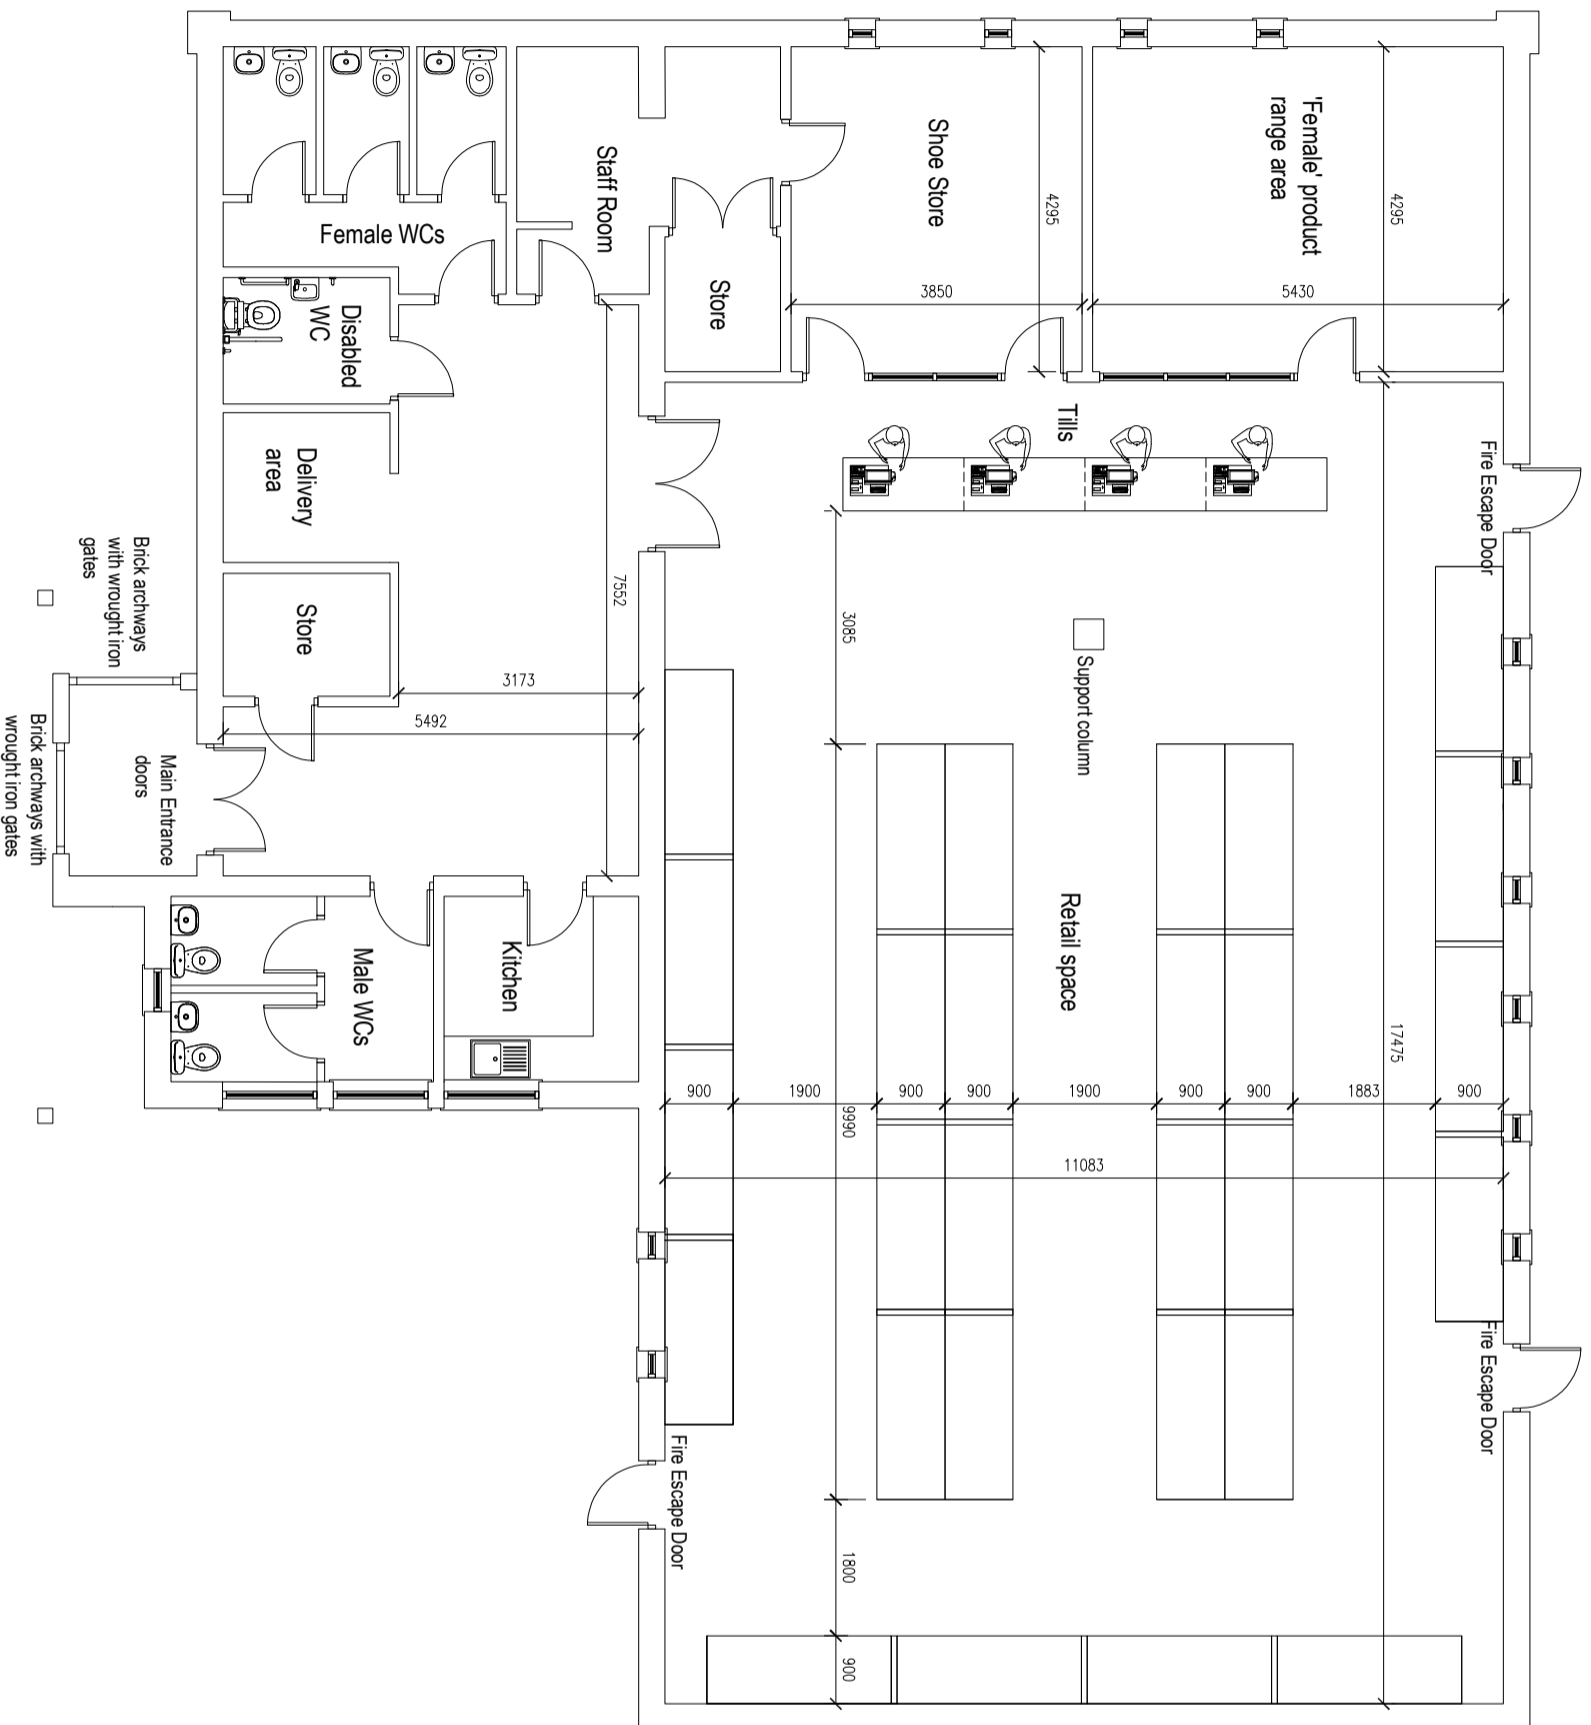 'Female' product
range area
4295
5430
Shoe Store
4295
3850
Staff Room
Store
Female WCs
Disabled
WC
Delivery
area
Store
Tills
Fire Escape Door
7552
3173
5492
3085
Support column
Brick archways
with wrought iron
gates
Main Entrance
doors
Brick archways with
wrought iron gates
Male WCs
Kitchen
Retail space
17475
900
1900
900
900
1900
900
900
1883
900
9990
11083
Fire Escape Door
Fire Escape Door
1800
900